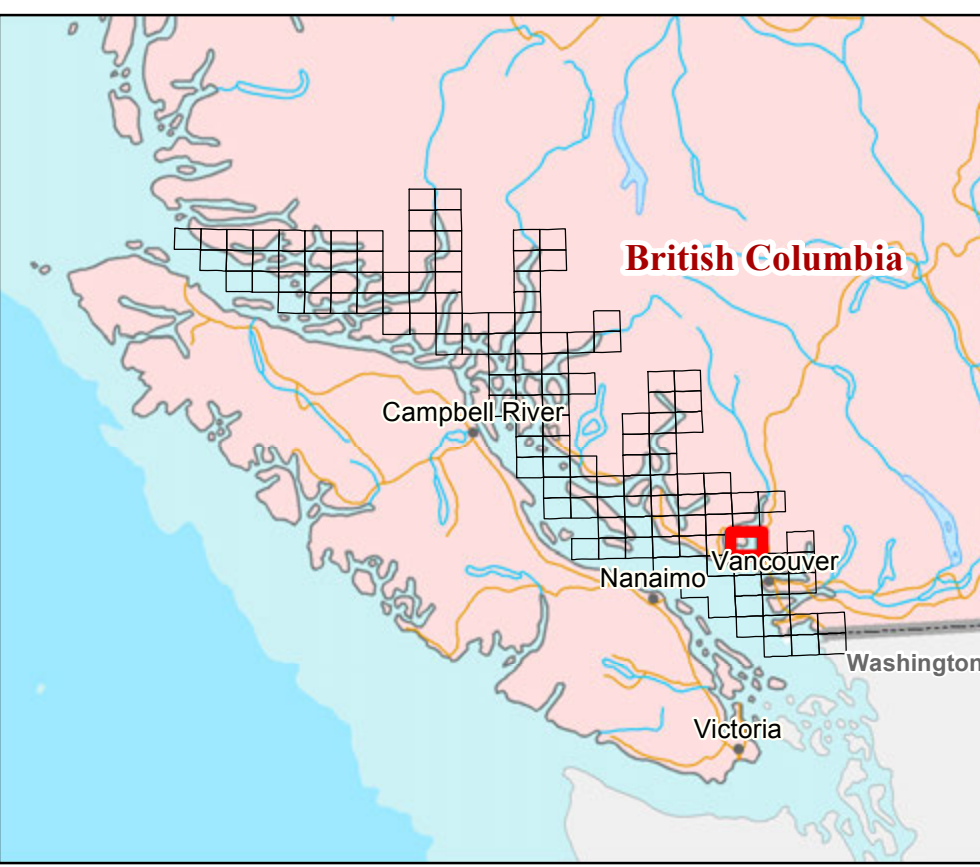 British Columbia
Campbell River
Vancouver
Nanaimo
Washington
Victoria